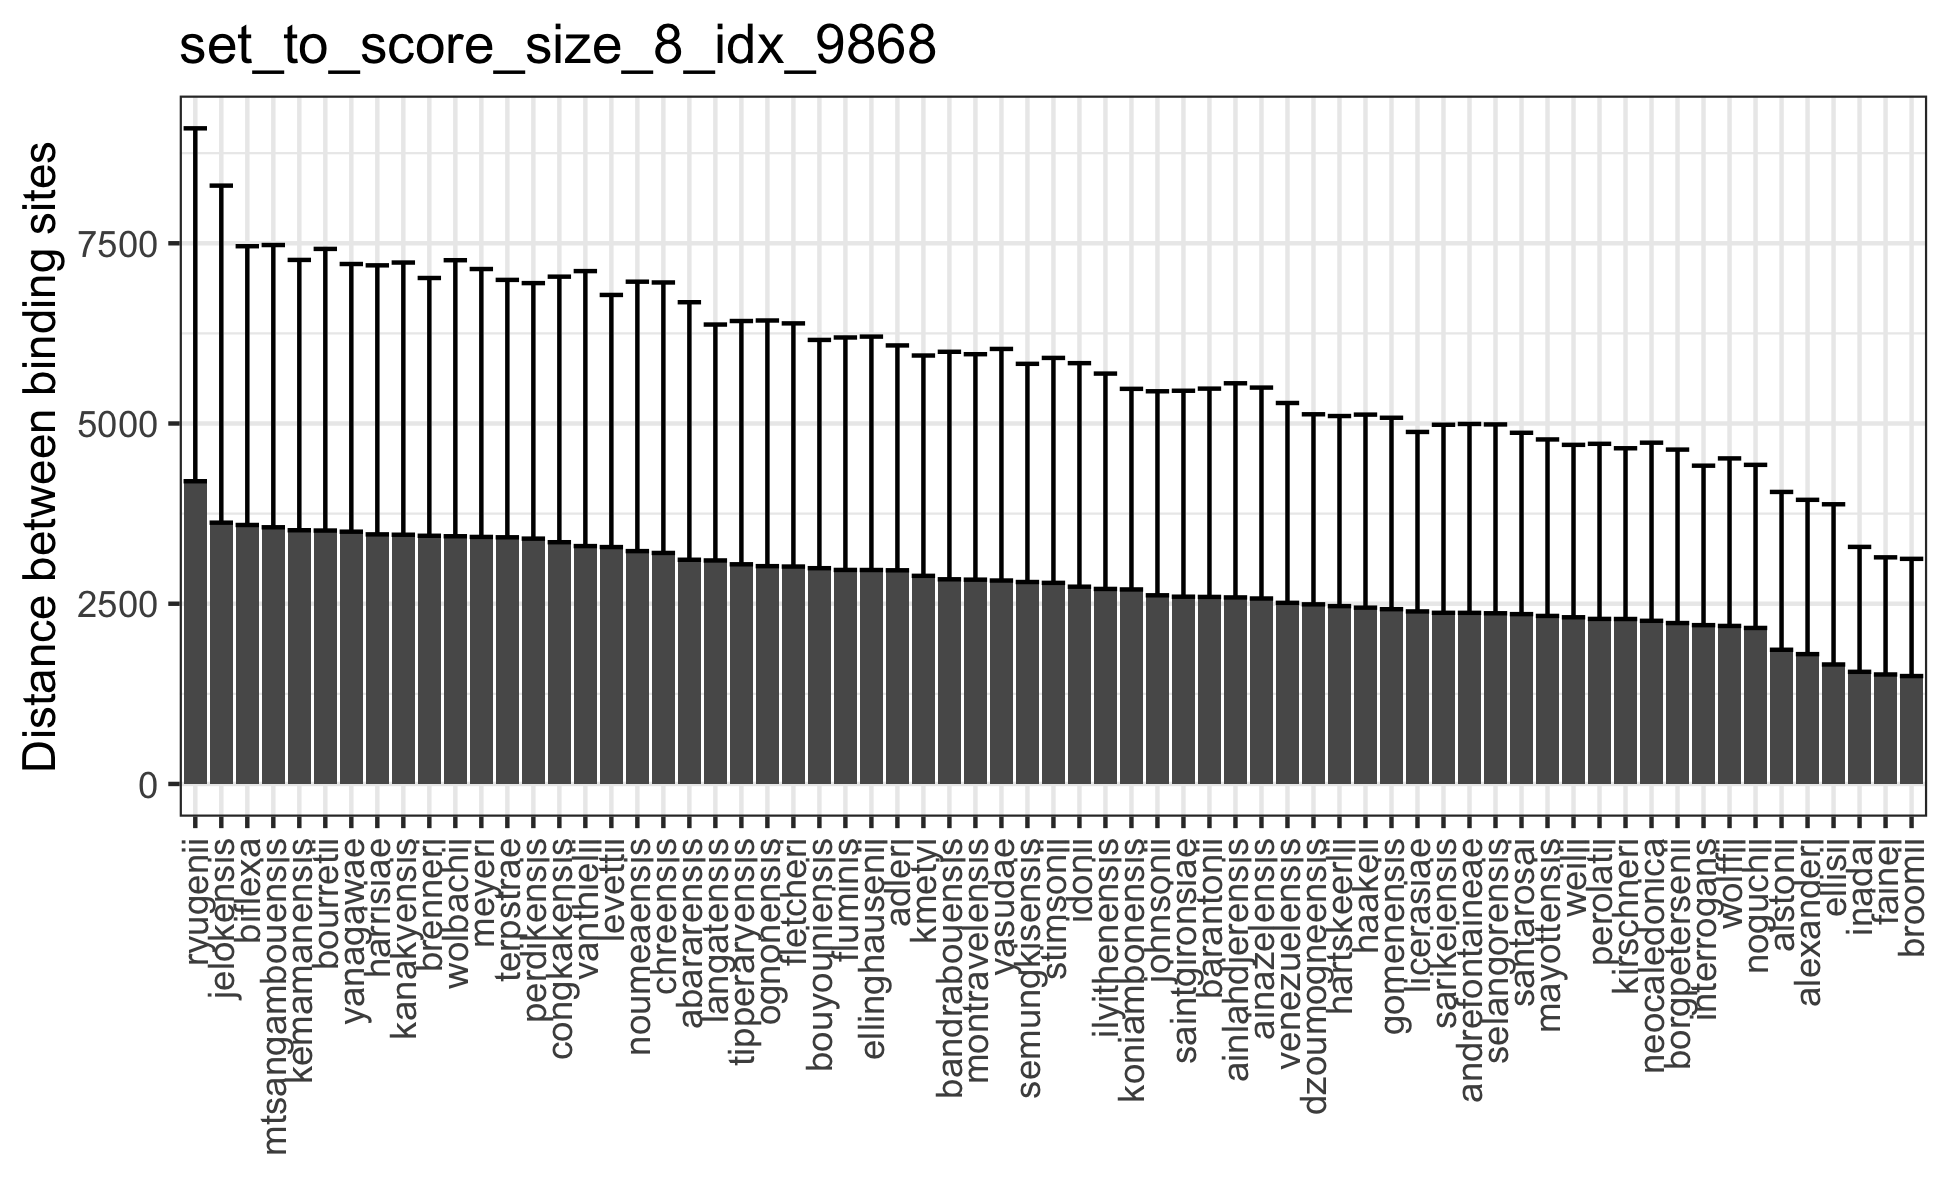 set_to_score_size_8_idx_9868
Distance between binding sites
7500
5000
2500
0
ryugenii
jelokensis
biflexa
mtsangambouensis
kemamanensis
bourretii
yanagawae
harrisiae
kanakyensis
brenneri
wolbachii
meyeri
terpstrae
perdikensis
congkakensis
vanthielii
levettii
noumeaensis
chreensis
abararensis
langatensis
tipperaryensis
ognonensis
fletcheri
bouyouniensis
fluminis
ellinghausenii
adleri
kmetyi
bandrabouensis
montravelensis
yasudae
semungkisensis
stimsonii
idonii
ilyithenensis
koniambonensis
johnsonii
saintgironsiae
barantonii
ainlahdjerensis
ainazelensis
venezuelensis
dzoumogneensis
hartskeerlii
haakeii
gomenensis
licerasiae
sarikeiensis
andrefontaineae
selangorensis
santarosai
mayottensis
weilii
perolatii
kirschneri
neocaledonica
borgpetersenii
interrogans
wolffii
noguchii
alstonii
alexanderi
ellisii
inadai
fainei
broomii